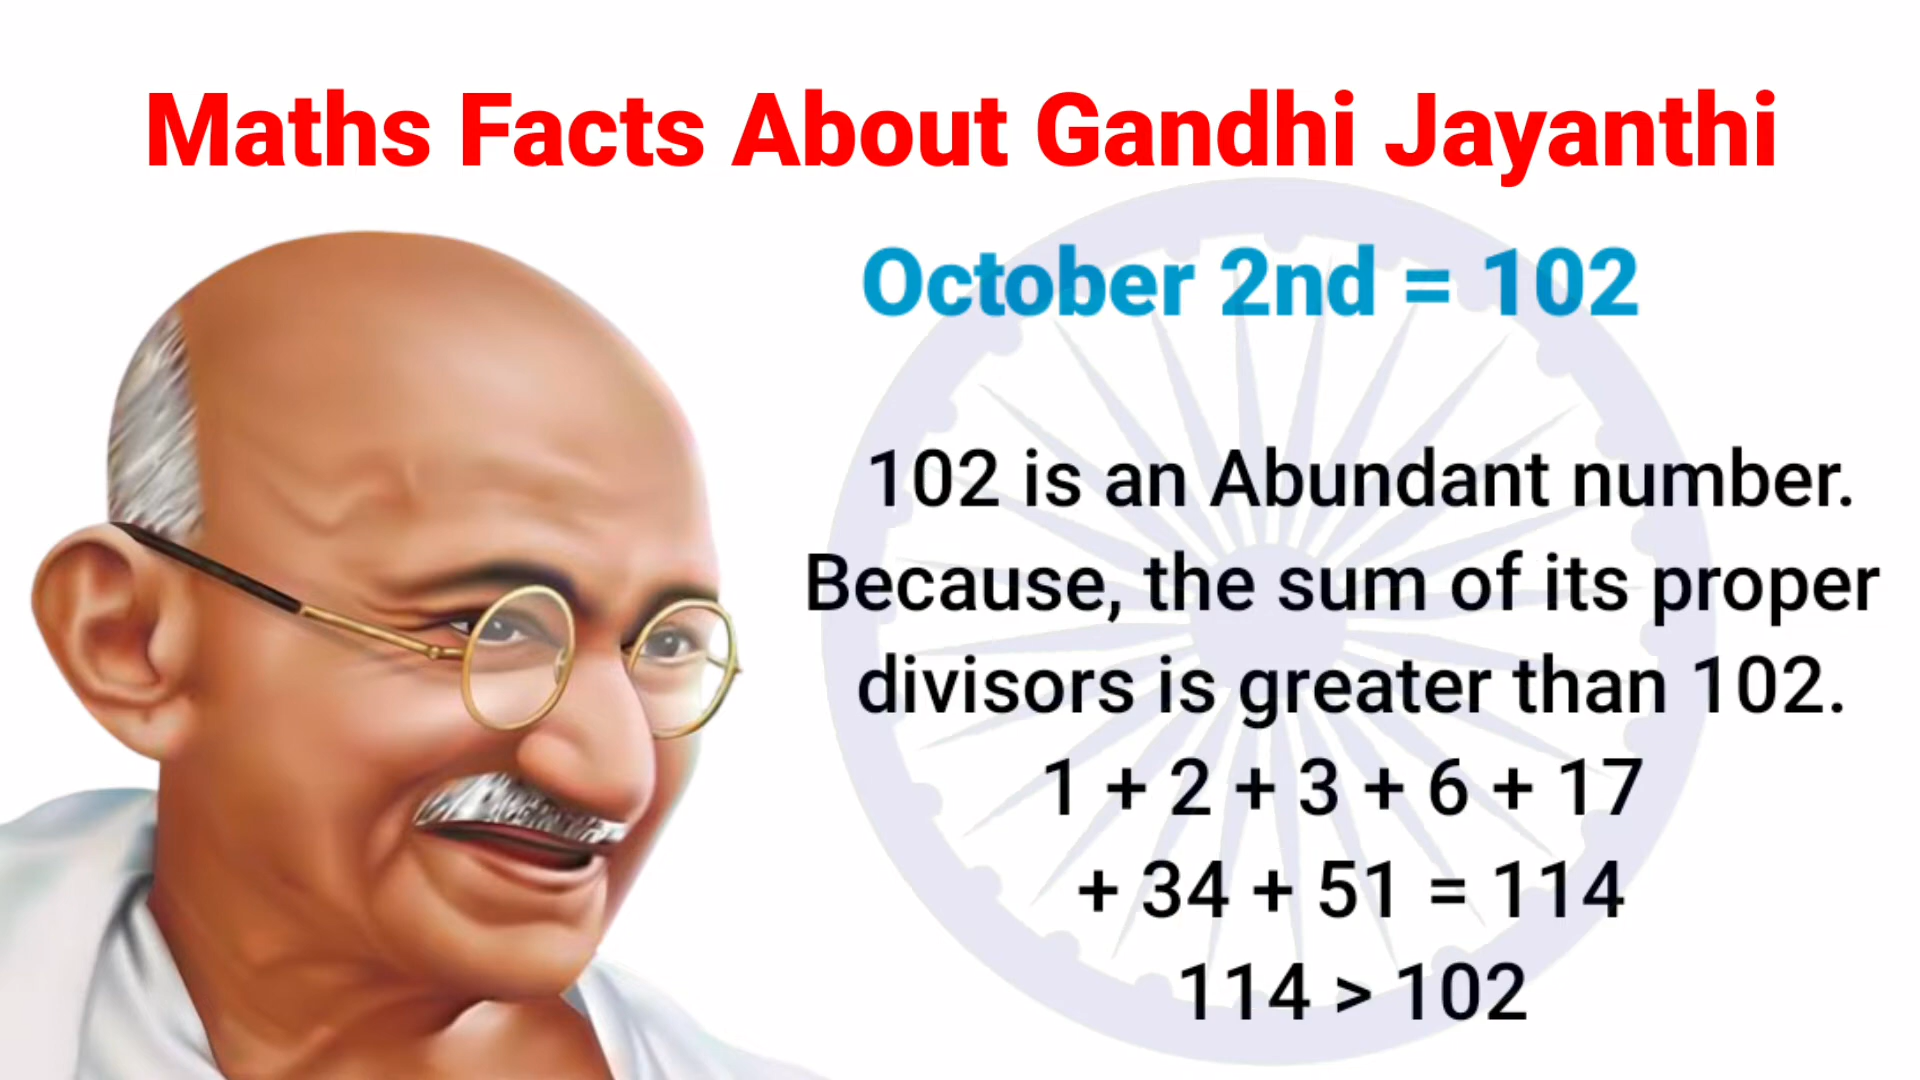 Maths Facts About Gandhi Jayanthi
October 2nd = 102
102 is an Abundant number.
Because, the sum of its proper
divisors is greater than 102.
1 + 2 + 3 + 6 + 17
+ 34 + 51 = 114
114 > 102